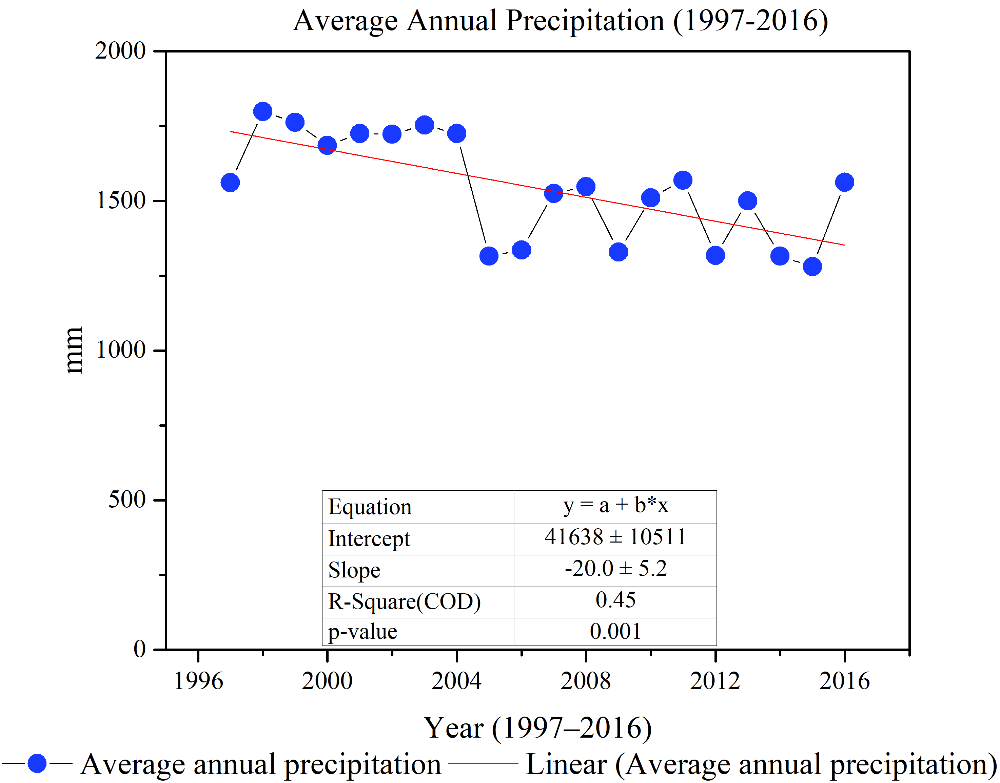 Average Annual Precipitation (1997-2016)
2000
1500
1000
500
0
mm
Equation y = a + b*x
Intercept 41638 ± 10511
Slope -20.0 ± 5.2
R-Square(COD) 0.45
p-value 0.001
1996 2000 2004 2008 2012 2016
Year (1997–2016)
Average annual precipitation Linear (Average annual precipitation)